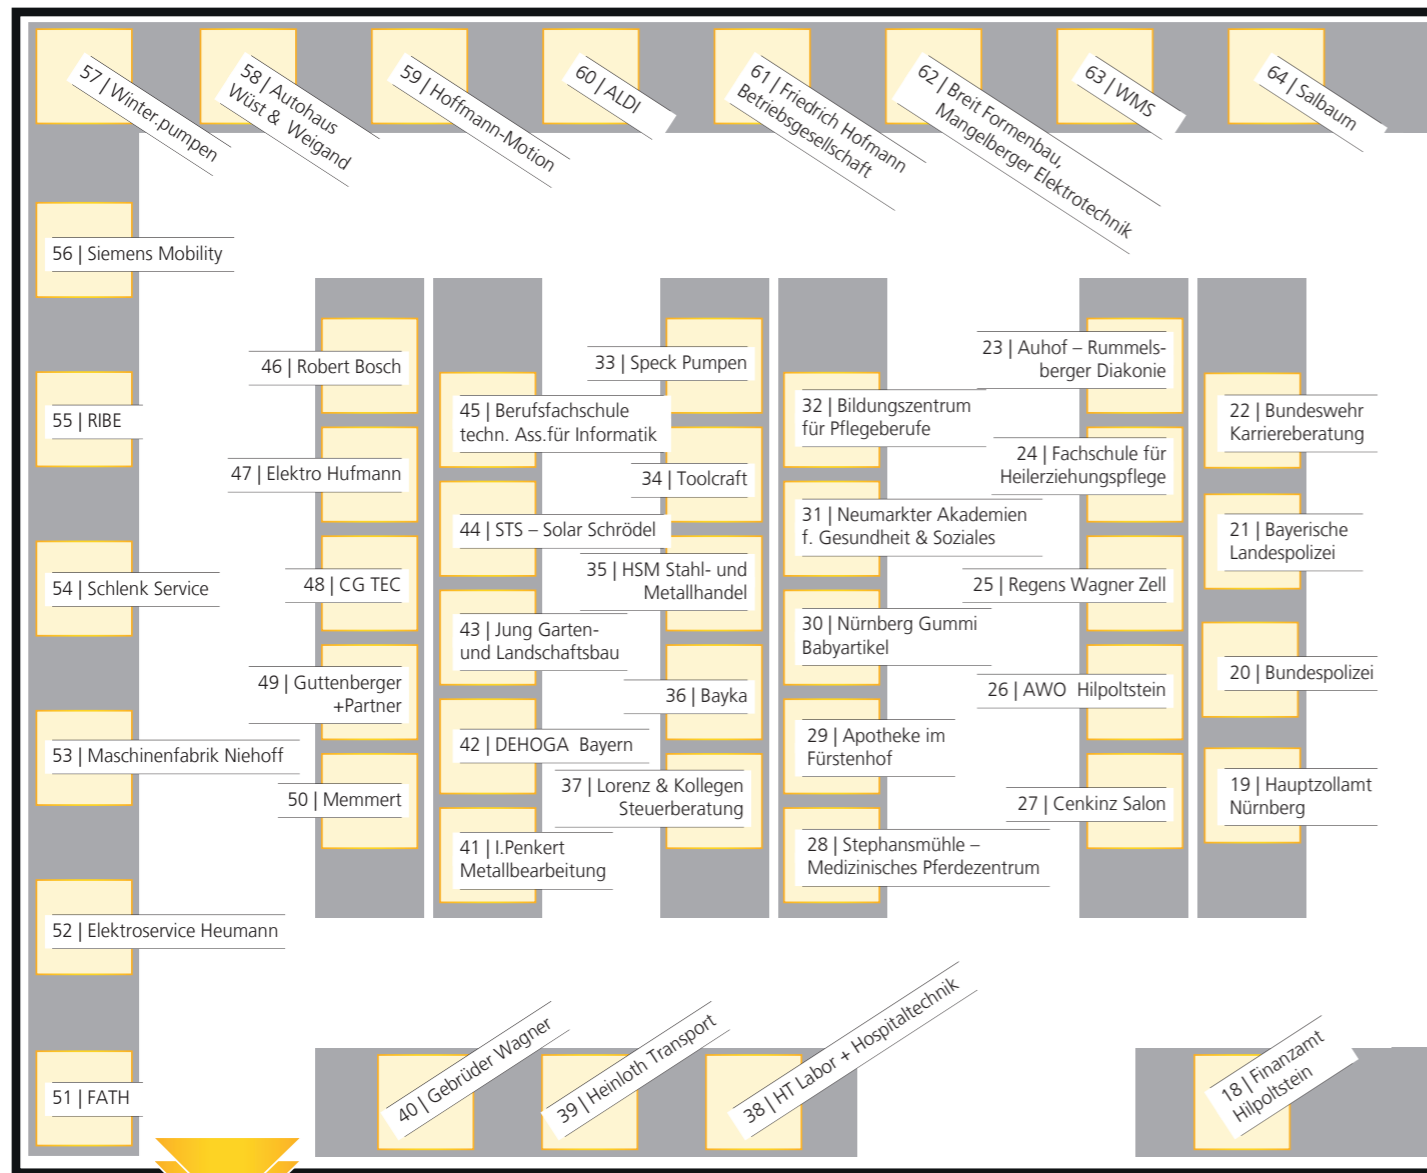 57 | Winter.pumpen
58 | Autohaus
Wüst & Weigand
59 | Hoffmann-Motion
60 | ALDI
61 | Friedrich Hofmann
Betriebsgesellschaft
62 | Breit Formenbau,
Mangelberger Elektrotechnik
63 | WMS
64 | Salbaum
56 | Siemens Mobility
55 | RIBE
54 | Schlenk Service
53 | Maschinenfabrik Niehoff
52 | Elektroservice Heumann
51 | FATH
46 | Robert Bosch
47 | Elektro Hufmann
48 | CG TEC
49 | Guttenberger
+Partner
50 | Memmert
45 | Berufsfachschule
techn. Ass.für Informatik
44 | STS – Solar Schrödel
43 | Jung Garten-
und Landschaftsbau
42 | DEHOGA Bayern
41 | I.Penkert
Metallbearbeitung
33 | Speck Pumpen
34 | Toolcraft
35 | HSM Stahl- und
Metallhandel
36 | Bayka
37 | Lorenz & Kollegen
Steuerberatung
32 | Bildungszentrum
für Pflegeberufe
31 | Neumarkter Akademien
f. Gesundheit & Soziales
30 | Nürnberg Gummi
Babyartikel
29 | Apotheke im
Fürstenhof
28 | Stephansmühle –
Medizinisches Pferdezentrum
23 | Auhof – Rummels-
berger Diakonie
24 | Fachschule für
Heilerziehungspflege
25 | Regens Wagner Zell
26 | AWO Hilpoltstein
27 | Cenkinz Salon
22 | Bundeswehr
Karriereberatung
21 | Bayerische
Landespolizei
20 | Bundespolizei
19 | Hauptzollamt
Nürnberg
40 | Gebrüder Wagner
39 | Heinloth Transport
38 | HT Labor + Hospitaltechnik
18 | Finanzamt
Hilpoltstein